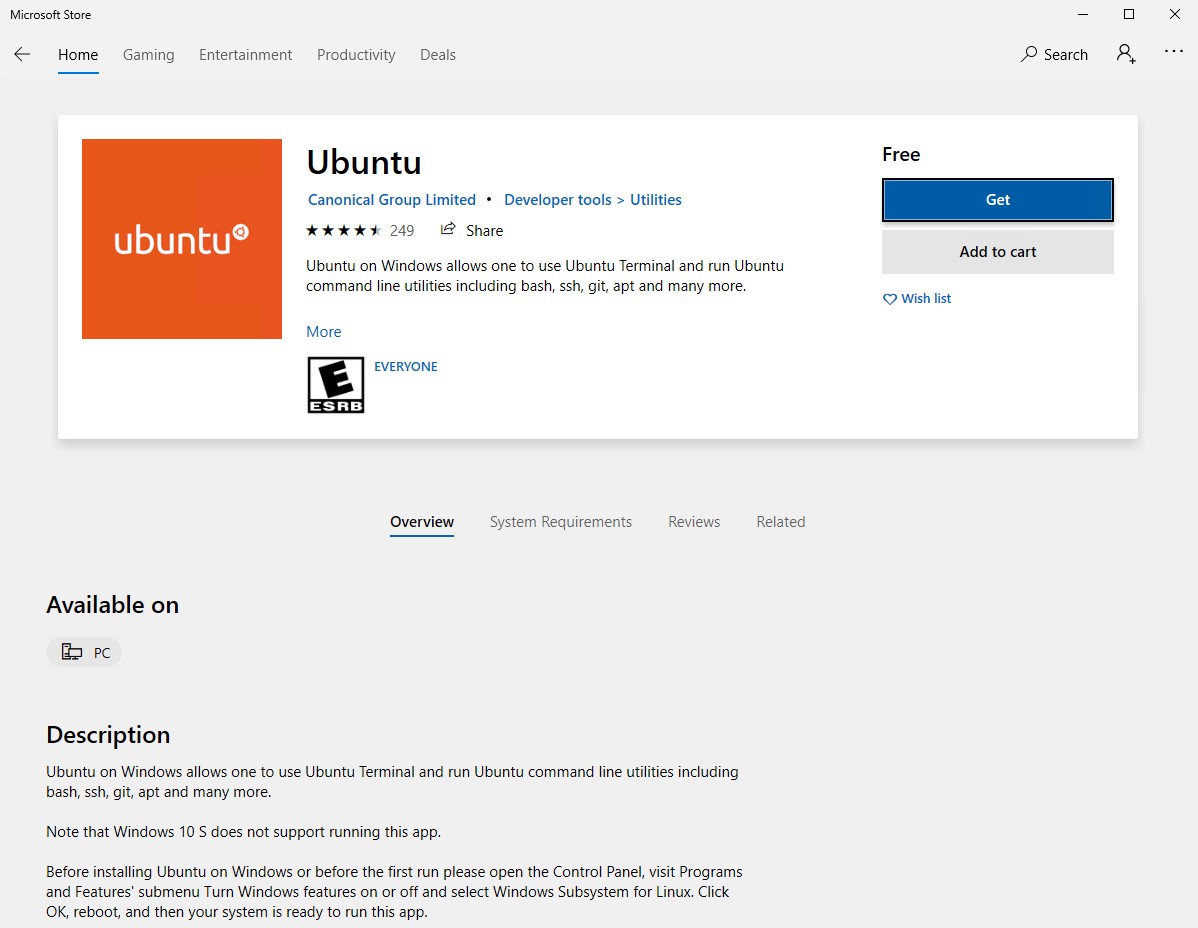 Microsoft Store
Home Gaming Entertainment Productivity Deals Search
ubuntu
Ubuntu
Canonical Group Limited • Developer tools > Utilities
249 Share
Ubuntu on Windows allows one to use Ubuntu Terminal and run Ubuntu
command line utilities including bash, ssh, git, apt and many more.
More
E
ESRB
EVERYONE
Free
Get
Add to cart
Wish list
Overview System Requirements Reviews Related
Available on
PC
Description
Ubuntu on Windows allows one to use Ubuntu Terminal and run Ubuntu command line utilities including
bash, ssh, git, apt and many more.
Note that Windows 10 S does not support running this app.
Before installing Ubuntu on Windows or before the first run please open the Control Panel, visit Programs
and Features' submenu Turn Windows features on or off and select Windows Subsystem for Linux. Click
OK, reboot, and then your system is ready to run this app.